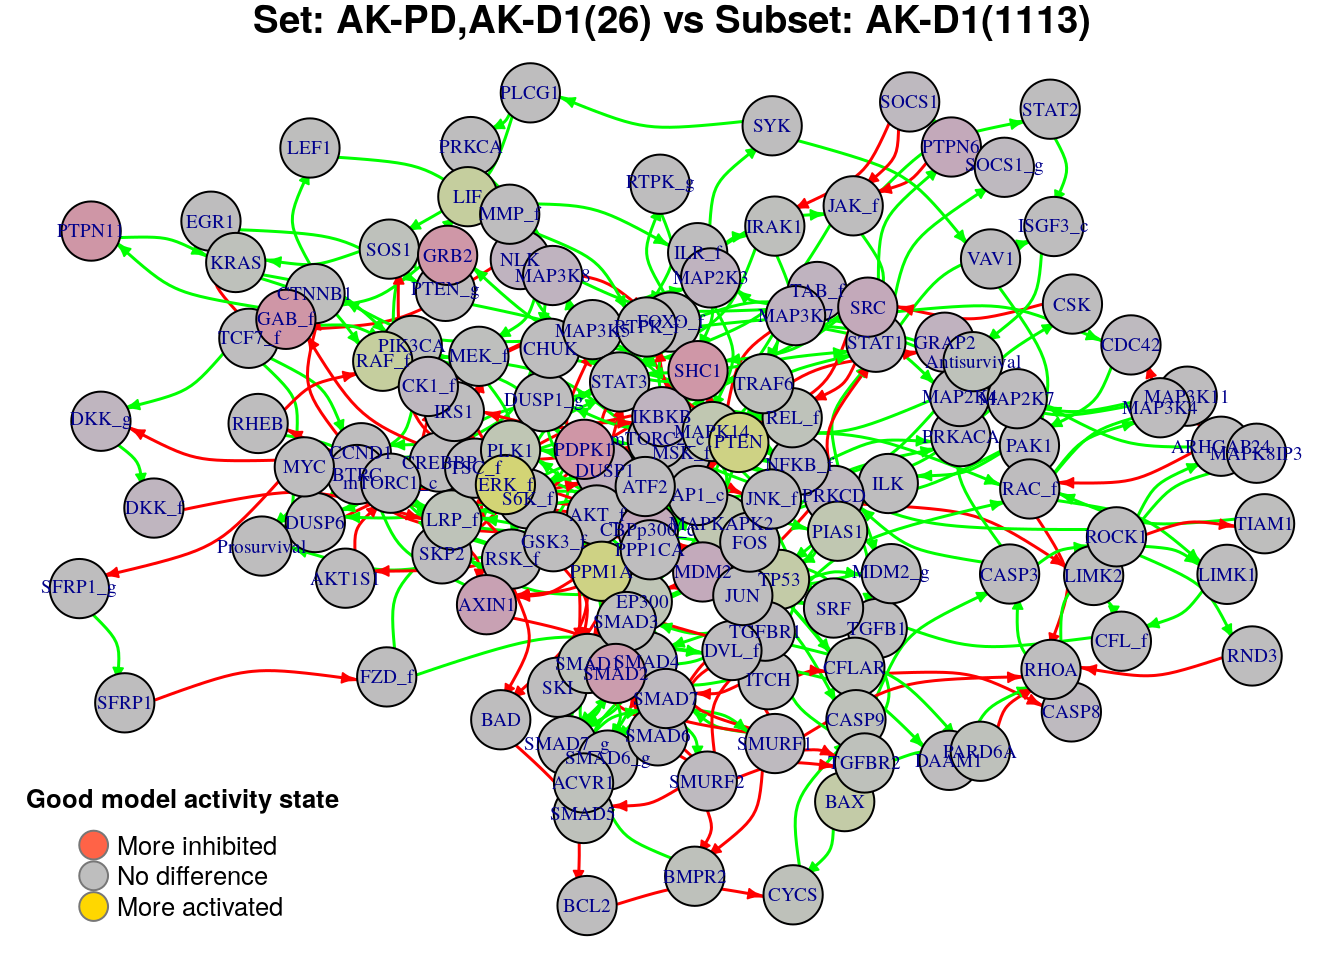 Set: AK-PD,AK-D1(26) vs Subset: AK-D1(1113)
PLCG1
SOCS1
STAT2
SYK
LEF1
PRKCA
PTPN6
SOCS1_g
RTPK_g
LIF
MMP_f
JAK_f
EGR1
PTPN11
IRAK1
ISGF3_c
SOS1
GRB2
ILR_f
KRAS
NLK
VAV1
MAP3K8
MAP2K3
CTNNB1
PTEN_g
TAB_f
CSK
GAB_f
SRC
MAP3K7
FOXO_f
MAP3K5
TCF7_f
PIK3CA
STAT1
GRAP2
CDC42
CHUK
MEK_f
RAF_f
Antisurvival
SHC1
STAT3
TRAF6
CK1_f
MAP2K7
MAP3K11
DUSP1_g
MAP3K4
IRS1
IKBKB
DKK_g
RHEB
PTEN
PRKACA
PAK1
ARHGAP24
PLK1
PDPK1
CCND1
MAPK8IP3
MSK_f
NFKB_f
MYC
DUSP1
BTRC
ERK_f
ILK
mTORC1_c
ATF2
RAC_f
AP1_c
PRKCD
JNK_f
S6K_f
DKK_f
AKT_f
DUSP6
LRP_f
MAPKAPK2
TIAM1
PIAS1
CBPp300_c
ROCK1
GSK3_f
FOS
Prosurvival
PPP1CA
SKP2
RSK_f
PPM1A
MDM2
MDM2_g
CASP3
LIMK2
LIMK1
AKT1S1
TP53
SFRP1_g
JUN
AXIN1
EP300
SRF
SMAD3
TGFBR1
TGFB1
CFL_f
DVL_f
RND3
SMAD4
CFLAR
SMAD2
RHOA
FZD_f
ITCH
SKI
SMAD7
SFRP1
CASP8
BAD
CASP9
SMAD6
SMAD7_g
SMURF1
PARD6A
SMAD6_g
DAAM1
TGFBR2
ACVR1
SMURF2
Good model activity state
BAX
SMAD5
More inhibited
No difference
BMPR2
CYCS
More activated
BCL2